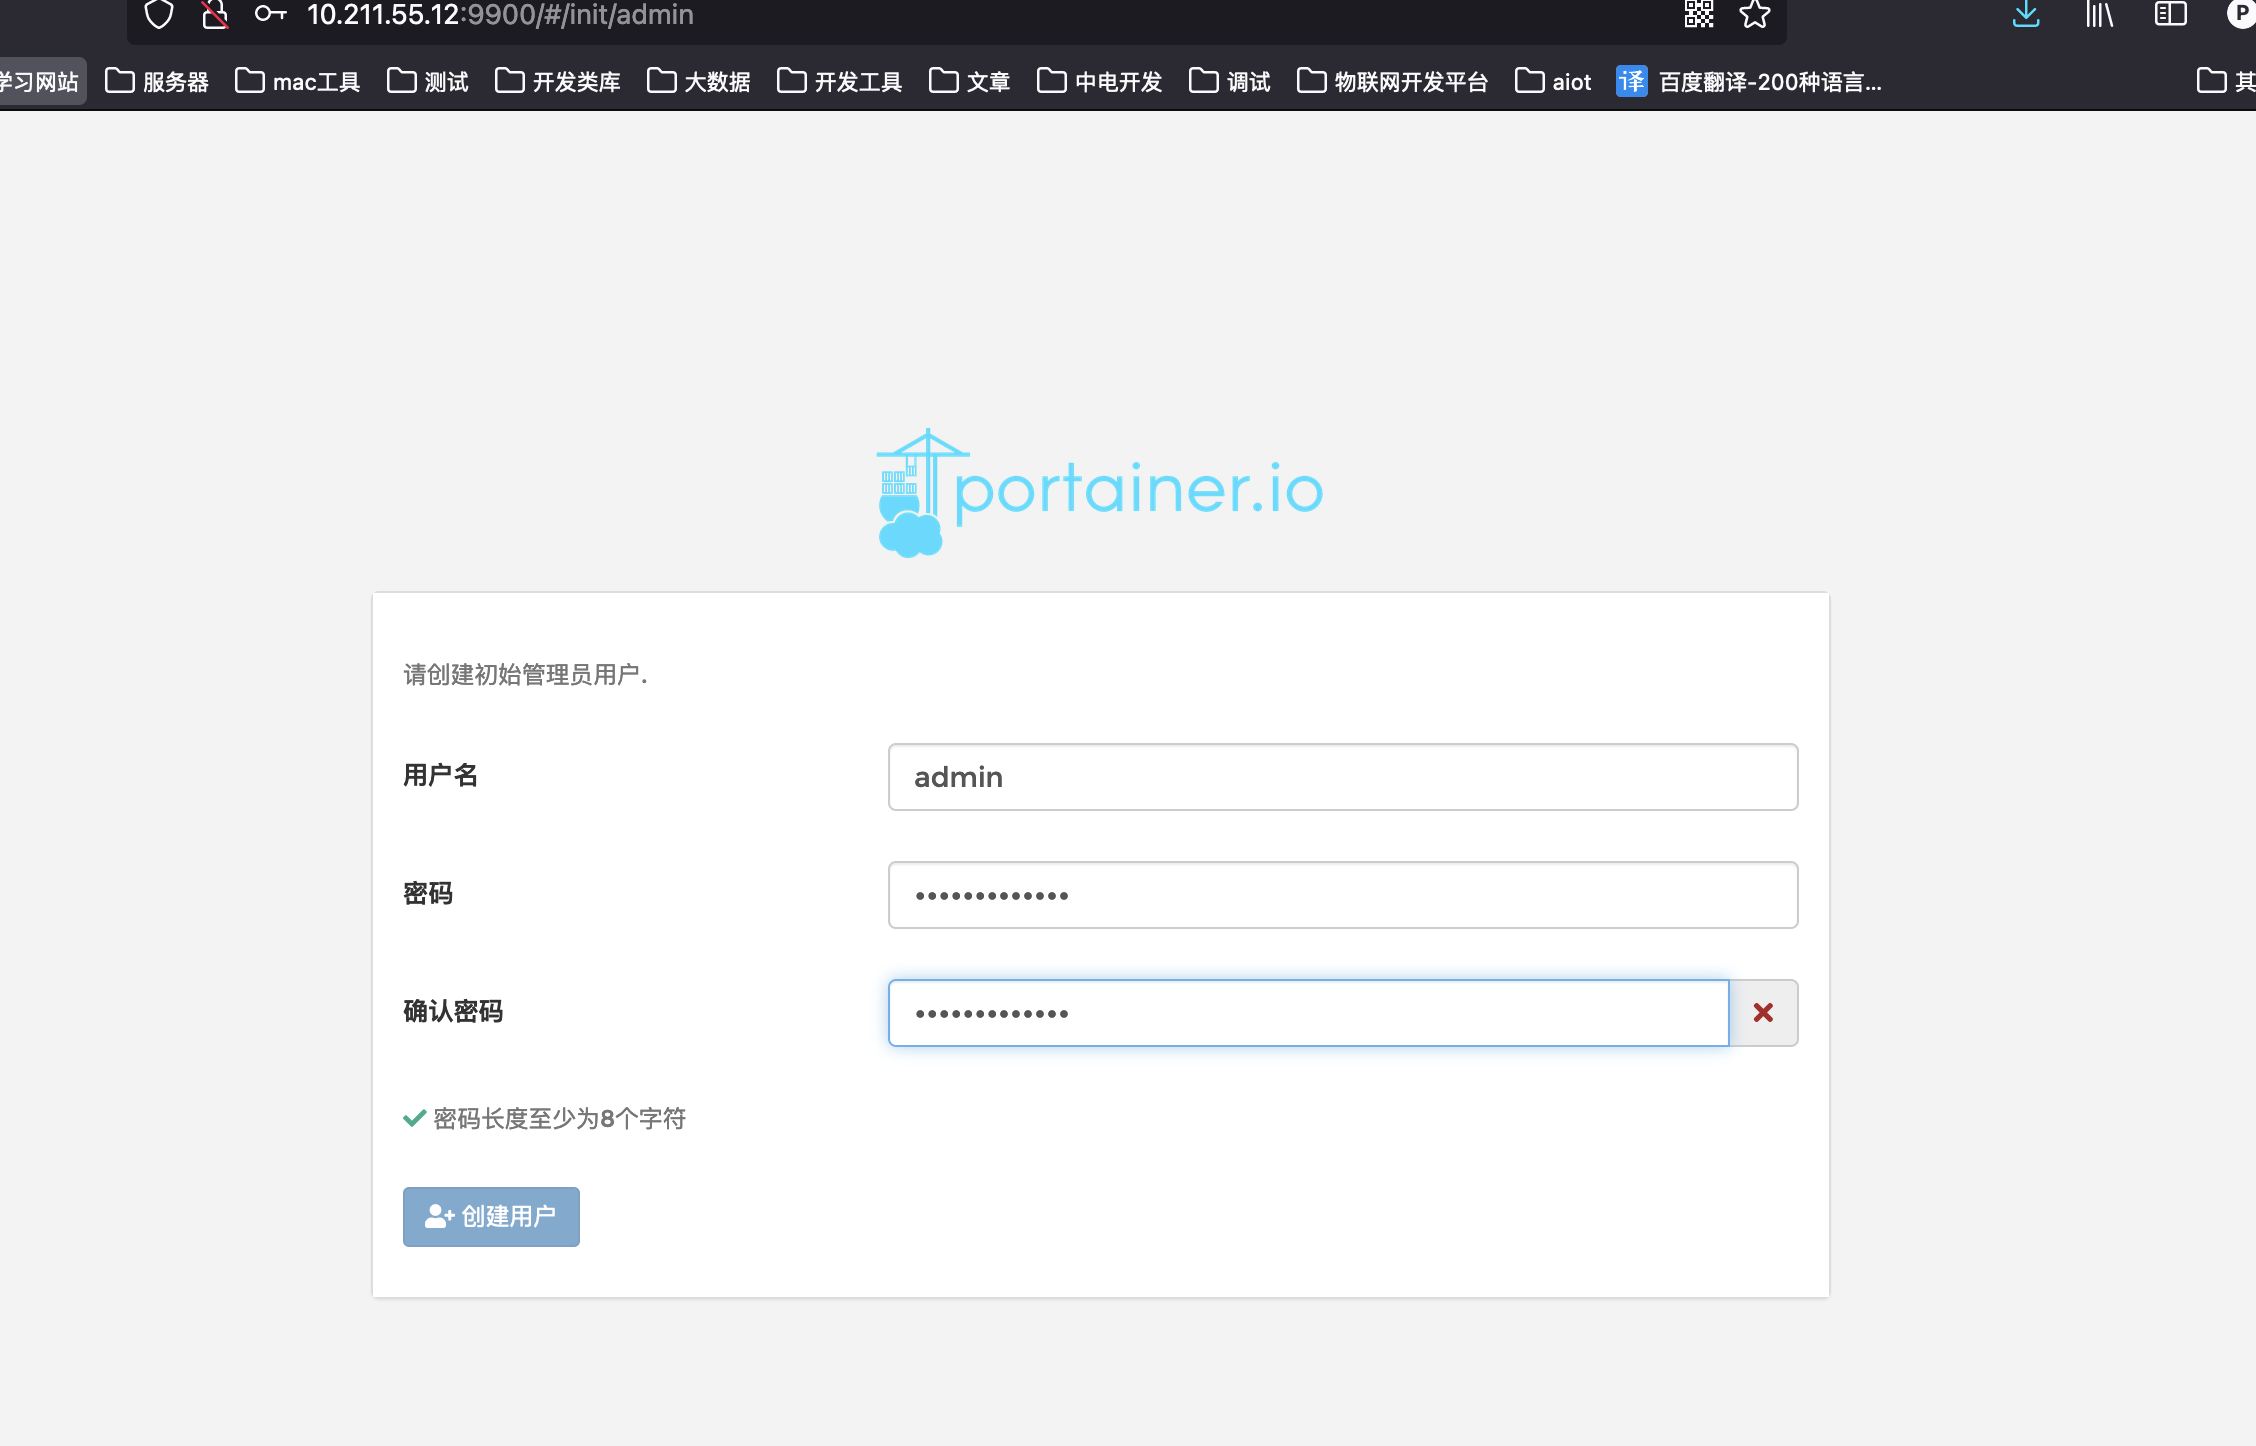 10.211.55.12:9900/#/init/admin
学习网站 服务器 mac工具 测试 开发类库 大数据 开发工具 文章 中电开发 调试 物联网开发平台 aiot 译 百度翻译-200种语言... 其
P
portainer.io
请创建初始管理员用户.
用户名 admin
密码 •••••••••••••
确认密码 •••••••••••••
密码长度至少为8个字符
创建用户